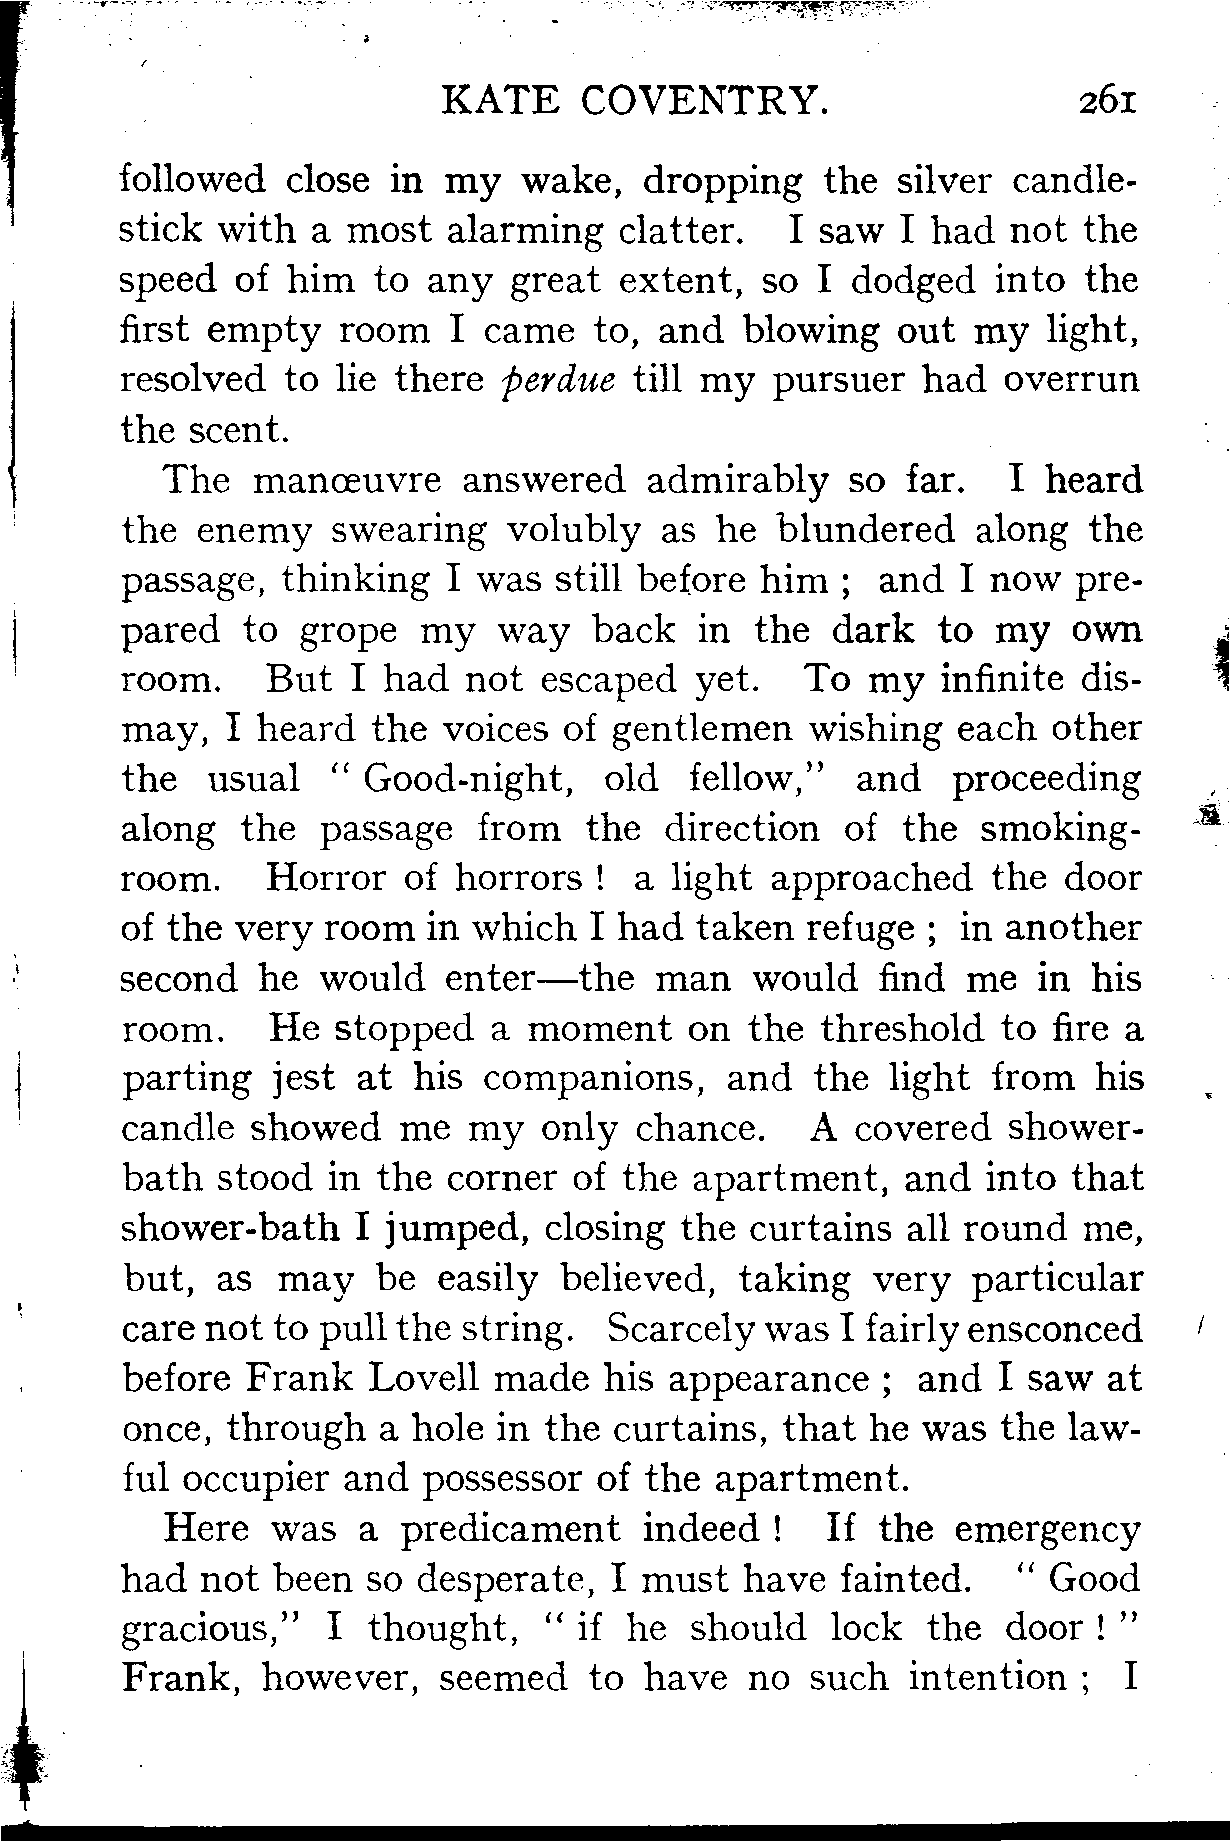 KATE COVENTRY. 261
followed close in my wake, dropping the silver candle-
stick with a most alarming clatter. I saw I had not the
speed of him to any great extent, so I dodged into the
first empty room I came to, and blowing out my light,
resolved to lie there perdue till my pursuer had overrun
the scent.
The manœuvre answered admirably so far. I heard
the enemy swearing volubly as he blundered along the
passage, thinking I was still before him ; and I now pre-
pared to grope my way back in the dark to my own
room. But I had not escaped yet. To my infinite dis-
may, I heard the voices of gentlemen wishing each other
the usual “ Good-night, old fellow,” and proceeding
along the passage from the direction of the smoking-
room. Horror of horrors ! a light approached the door
of the very room in which I had taken refuge ; in another
second he would enter—the man would find me in his
room. He stopped a moment on the threshold to fire a
parting jest at his companions, and the light from his
candle showed me my only chance. A covered shower-
bath stood in the corner of the apartment, and into that
shower-bath I jumped, closing the curtains all round me,
but, as may be easily believed, taking very particular
care not to pull the string. Scarcely was I fairly ensconced
before Frank Lovell made his appearance ; and I saw at
once, through a hole in the curtains, that he was the law-
ful occupier and possessor of the apartment.
Here was a predicament indeed ! If the emergency
had not been so desperate, I must have fainted. “ Good
gracious,” I thought, “ if he should lock the door ! ”
Frank, however, seemed to have no such intention ; I